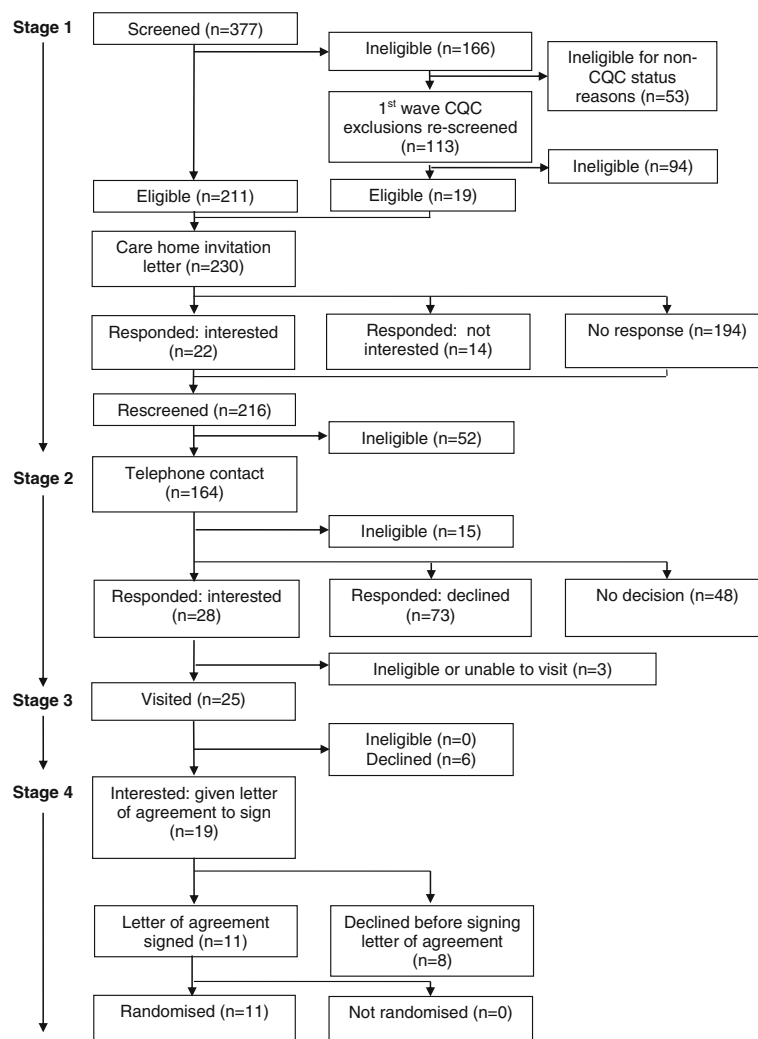 Stage 1
Screened (n=377)
Ineligible (n=166)
Ineligible for non-
CQC status
reasons (n=53)
1st wave CQC
exclusions re-screened
(n=113)
Ineligible (n=94)
Eligible (n=211)
Eligible (n=19)
Care home invitation
letter (n=230)
Responded: interested
(n=22)
Responded: not
interested (n=14)
No response (n=194)
Rescreened (n=216)
Ineligible (n=52)
Stage 2
Telephone contact
(n=164)
Ineligible (n=15)
Responded: interested
(n=28)
Responded: declined
(n=73)
No decision (n=48)
Ineligible or unable to visit (n=3)
Stage 3
Visited (n=25)
Ineligible (n=0)
Declined (n=6)
Stage 4
Interested: given letter
of agreement to sign
(n=19)
Letter of agreement
signed (n=11)
Declined before signing
letter of agreement
(n=8)
Randomised (n=11)
Not randomised (n=0)